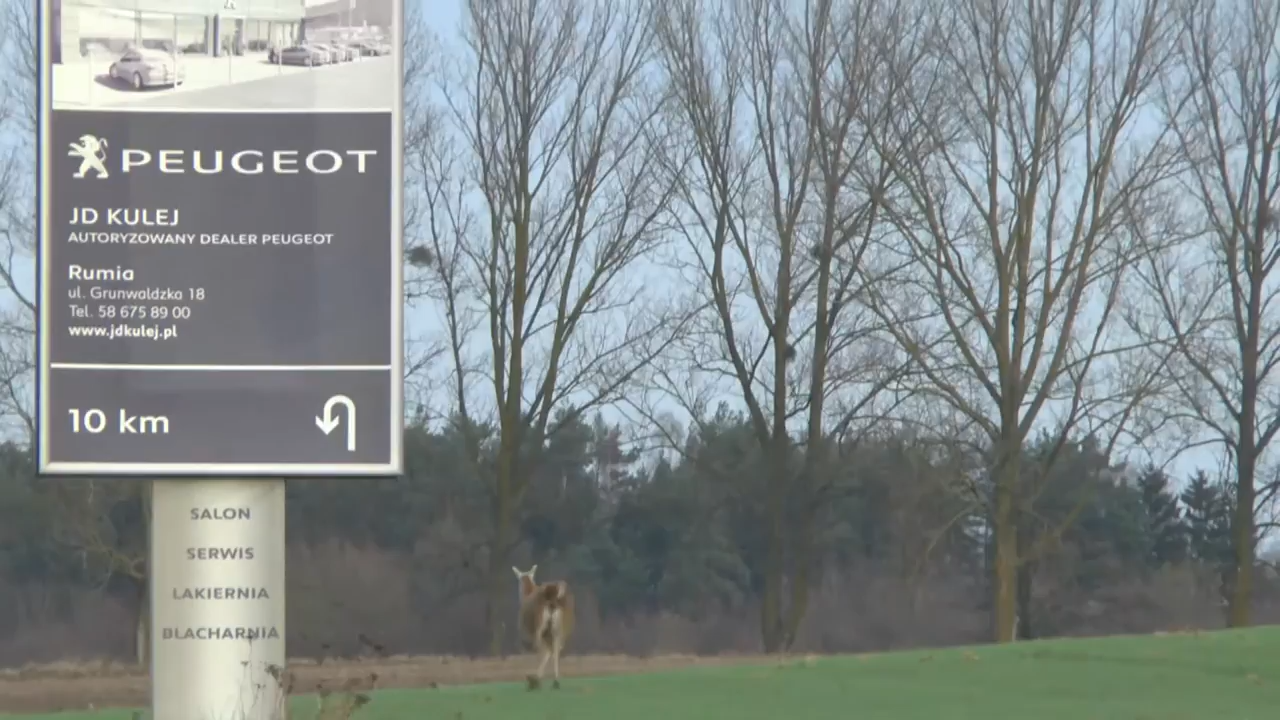 PEUGEOT
JD KULEJ
AUTORYZOWANY DEALER PEUGEOT
Rumia
ul. Grunwaldzka 18
Tel. 58 675 89 00
www.jdkulej.pl
10 km
SALON
SERWIS
LAKIERNIA
BLACHARNIA